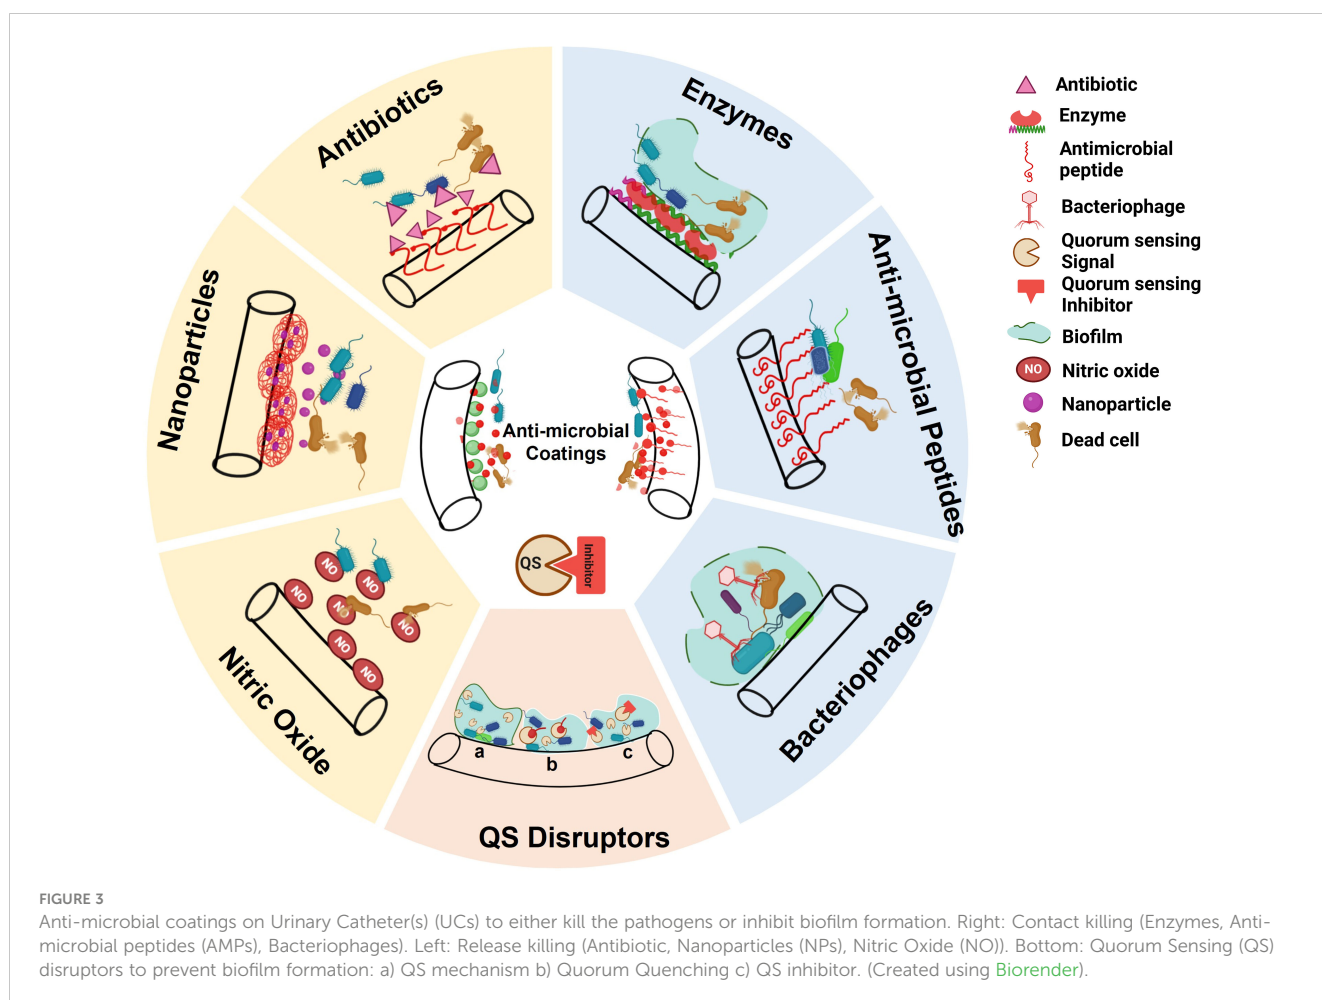 Antibiotics
Enzymes
Nanoparticles
Anti-microbial Peptides
Anti-microbial
Coatings
QS
Inhibitor
NO
NO
NO
NO
NO
NO
NO
Nitric Oxide
Bacteriophages
a
b
c
QS Disruptors
Antibiotic
Enzyme
Antimicrobial
peptide
Bacteriophage
Quorum sensing
Signal
Quorum sensing
Inhibitor
Biofilm
NO
Nitric oxide
Nanoparticle
Dead cell
FIGURE 3
Anti-microbial coatings on Urinary Catheter(s) (UCs) to either kill the pathogens or inhibit biofilm formation. Right: Contact killing (Enzymes, Anti-
microbial peptides (AMPs), Bacteriophages). Left: Release killing (Antibiotic, Nanoparticles (NPs), Nitric Oxide (NO)). Bottom: Quorum Sensing (QS)
disruptors to prevent biofilm formation: a) QS mechanism b) Quorum Quenching c) QS inhibitor. (Created using Biorender).